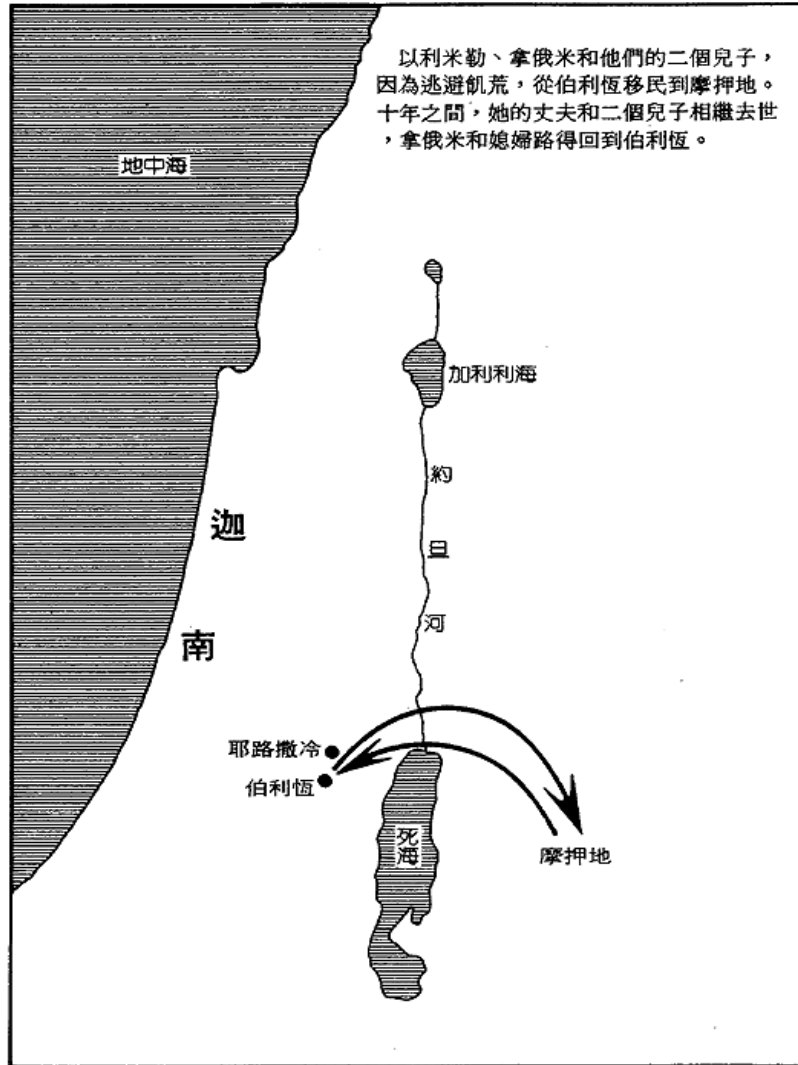 以利米勒、拿俄米和他們的二個兒子，
因為逃避飢荒，從伯利恆移民到摩押地。
十年之間，她的丈夫和二個兒子相繼去世
，拿俄米和媳婦路得回到伯利恆。
地中海
加利利海
約旦河
迦南
耶路撒冷
伯利恆
死海
摩押地